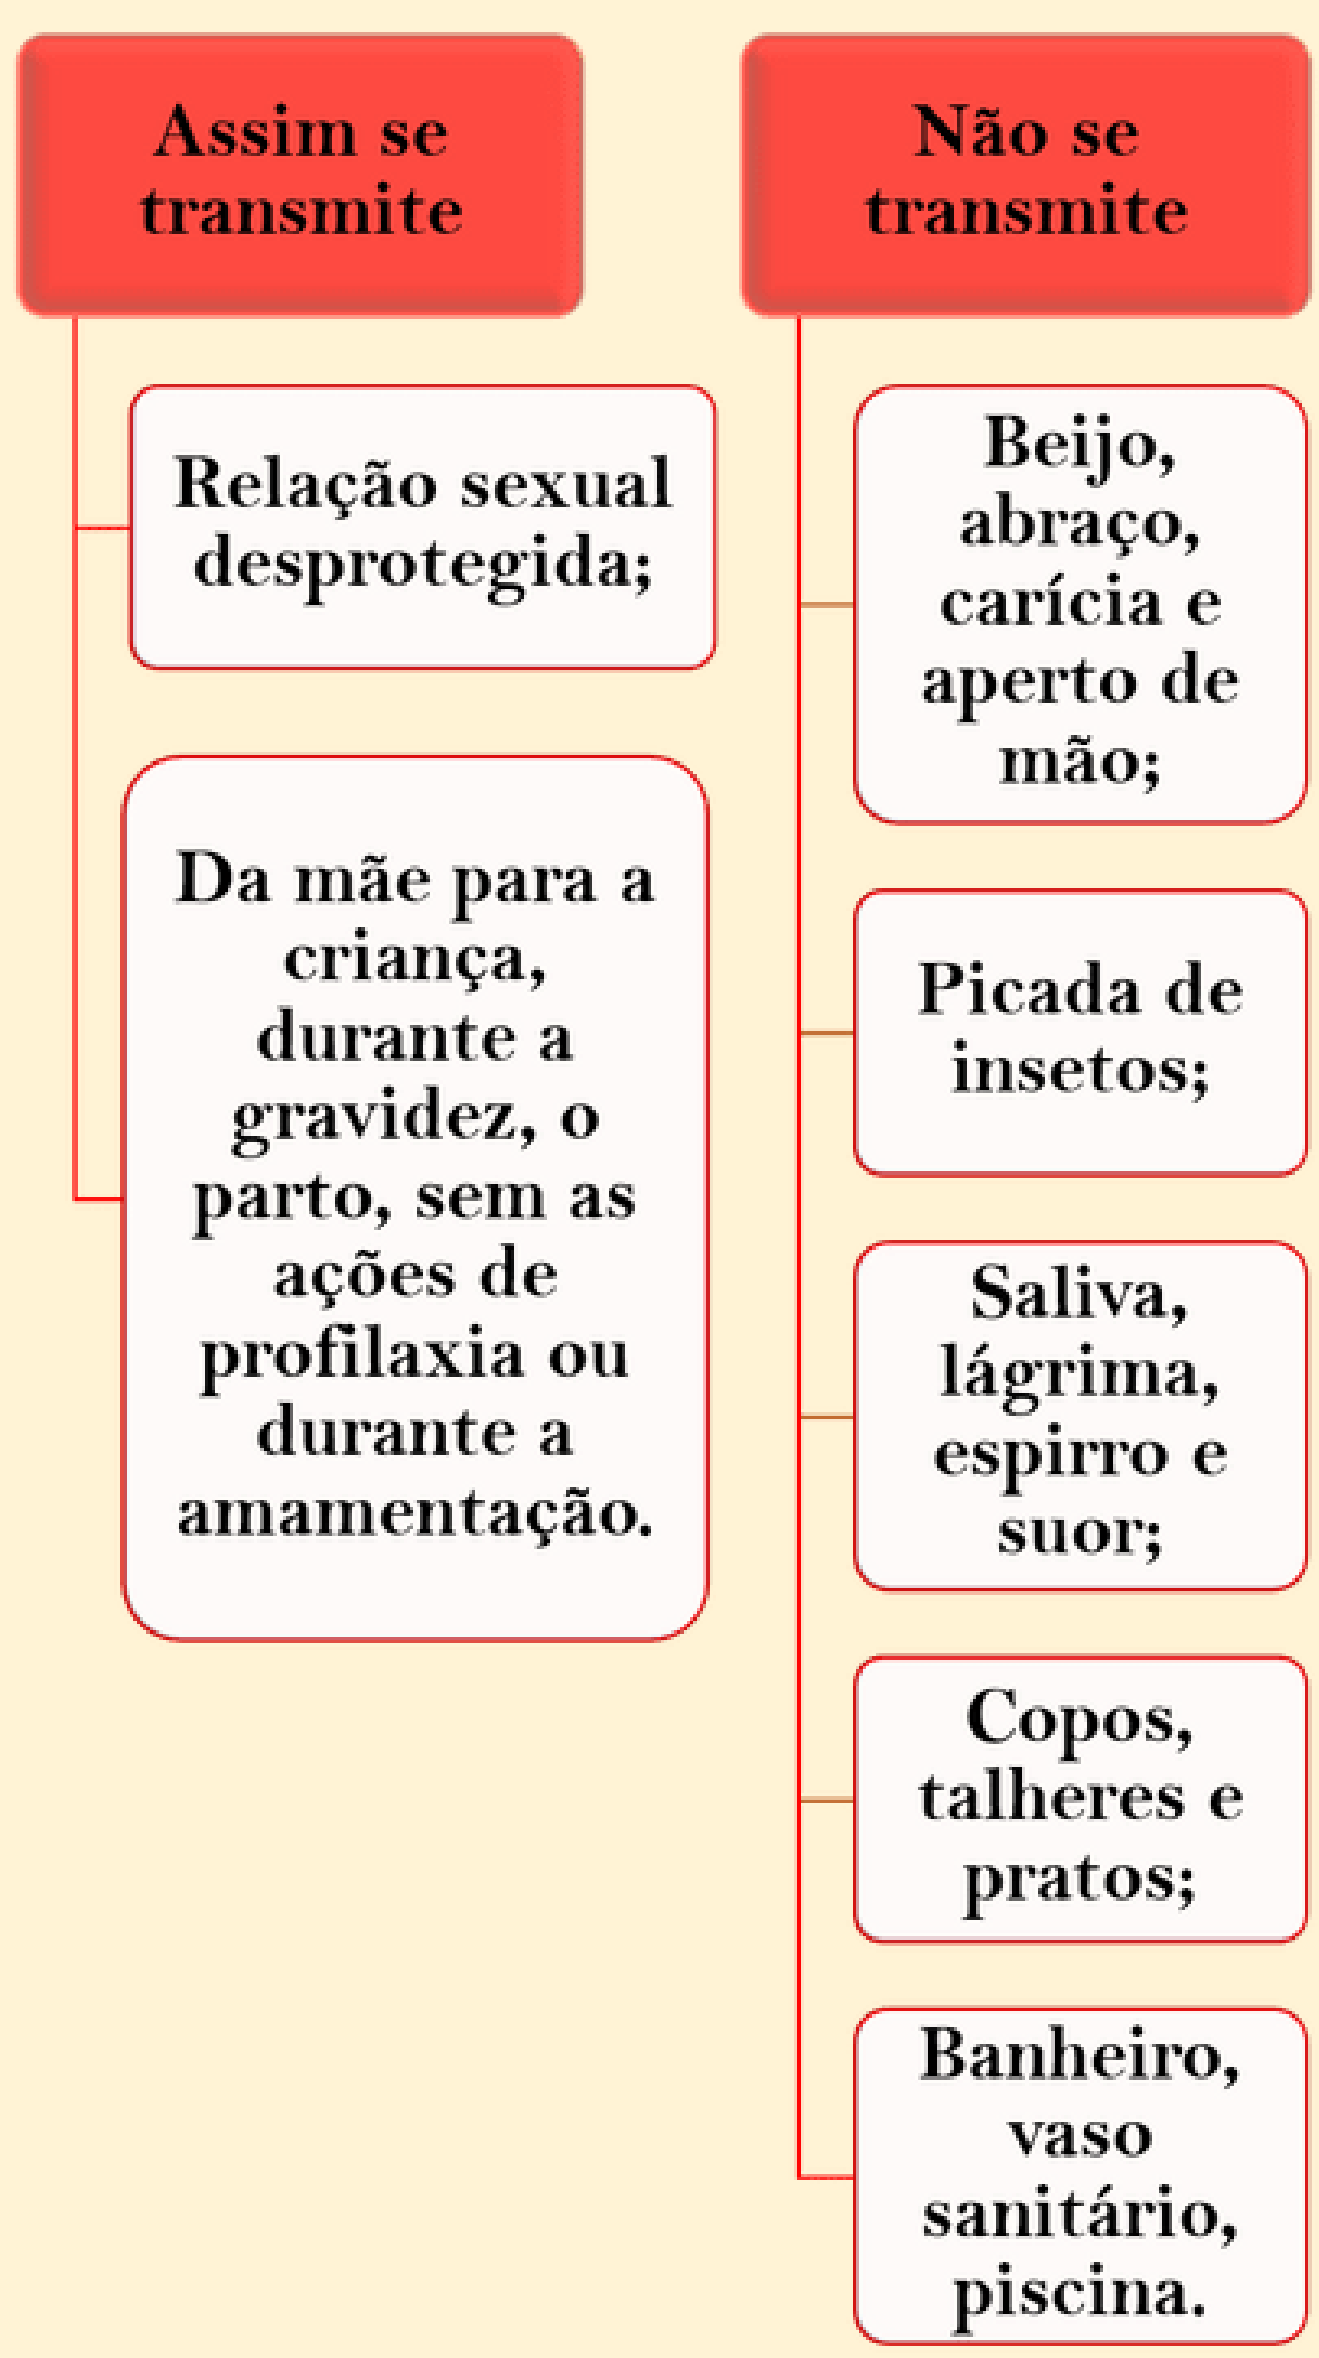 Assim se
transmite
Relação sexual
desprotegida;
Da mãe para a
criança,
durante a
gravidez, o
parto, sem as
ações de
profilaxia ou
durante a
amamentação.
Não se
transmite
Beijo,
abraço,
carícia e
aperto de
mão;
Picada de
insetos;
Saliva,
lágrima,
espirro e
suor;
Copos,
talheres e
pratos;
Banheiro,
vaso
sanitário,
piscina.